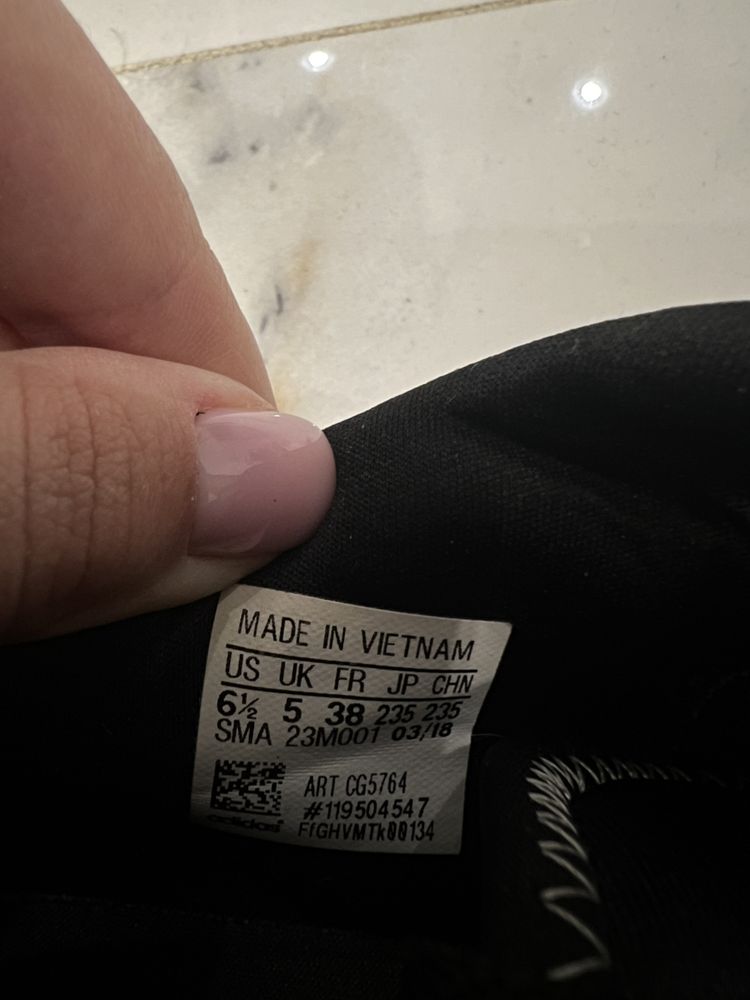 MADE IN VIETNAM
US UK FR JP CHN
6½ 5 38 235 235
SMA 23M001 03/18
ART CG5764
#119504547
adidas FfGHVMTk00134